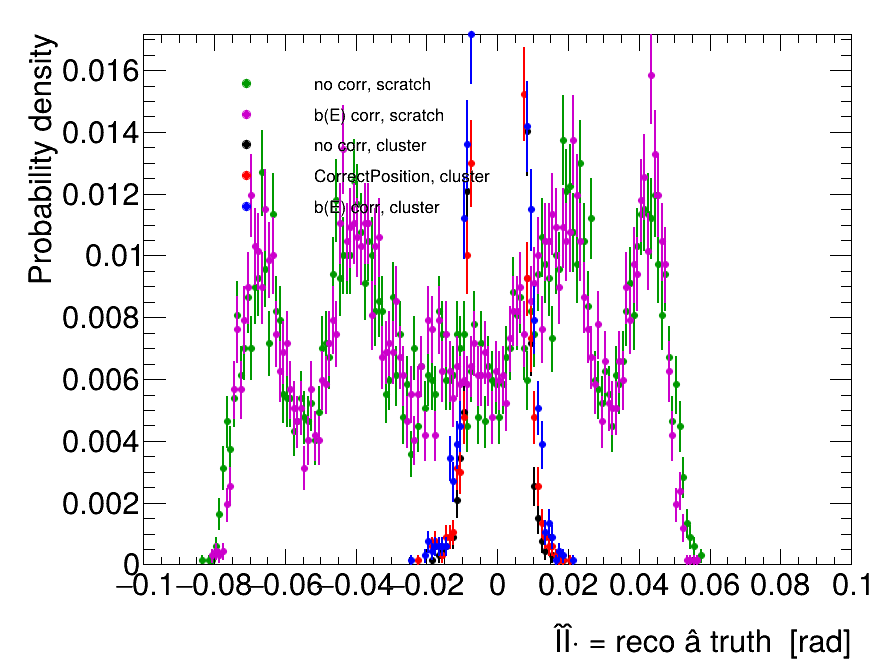 Probability density
0.016
0.014
0.012
0.01
0.008
0.006
0.004
0.002
0
no corr, scratch
b(E) corr, scratch
no corr, cluster
CorrectPosition, cluster
b(E) corr, cluster
−0.1 −0.08 −0.06 −0.04 −0.02 0 0.02 0.04 0.06 0.08 0.1
ÎÎ· = reco â truth [rad]